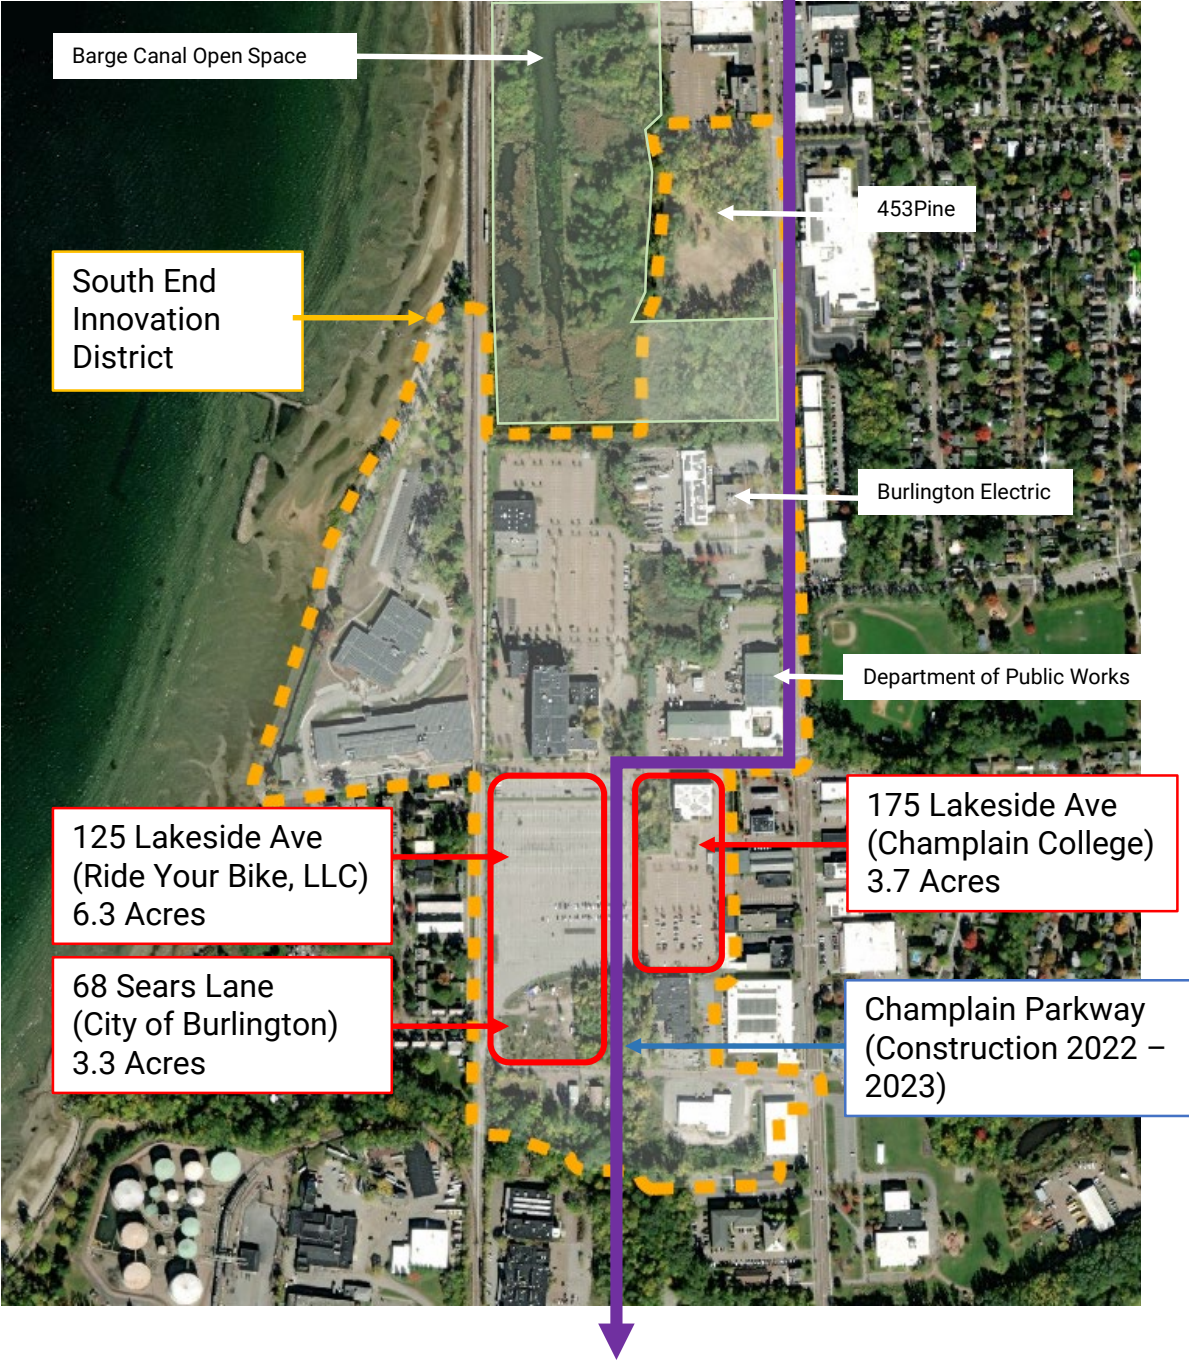 Barge Canal Open Space
453Pine
South End
Innovation
District
Burlington Electric
Department of Public Works
125 Lakeside Ave
(Ride Your Bike, LLC)
6.3 Acres
175 Lakeside Ave
(Champlain College)
3.7 Acres
68 Sears Lane
(City of Burlington)
3.3 Acres
Champlain Parkway
(Construction 2022 –
2023)